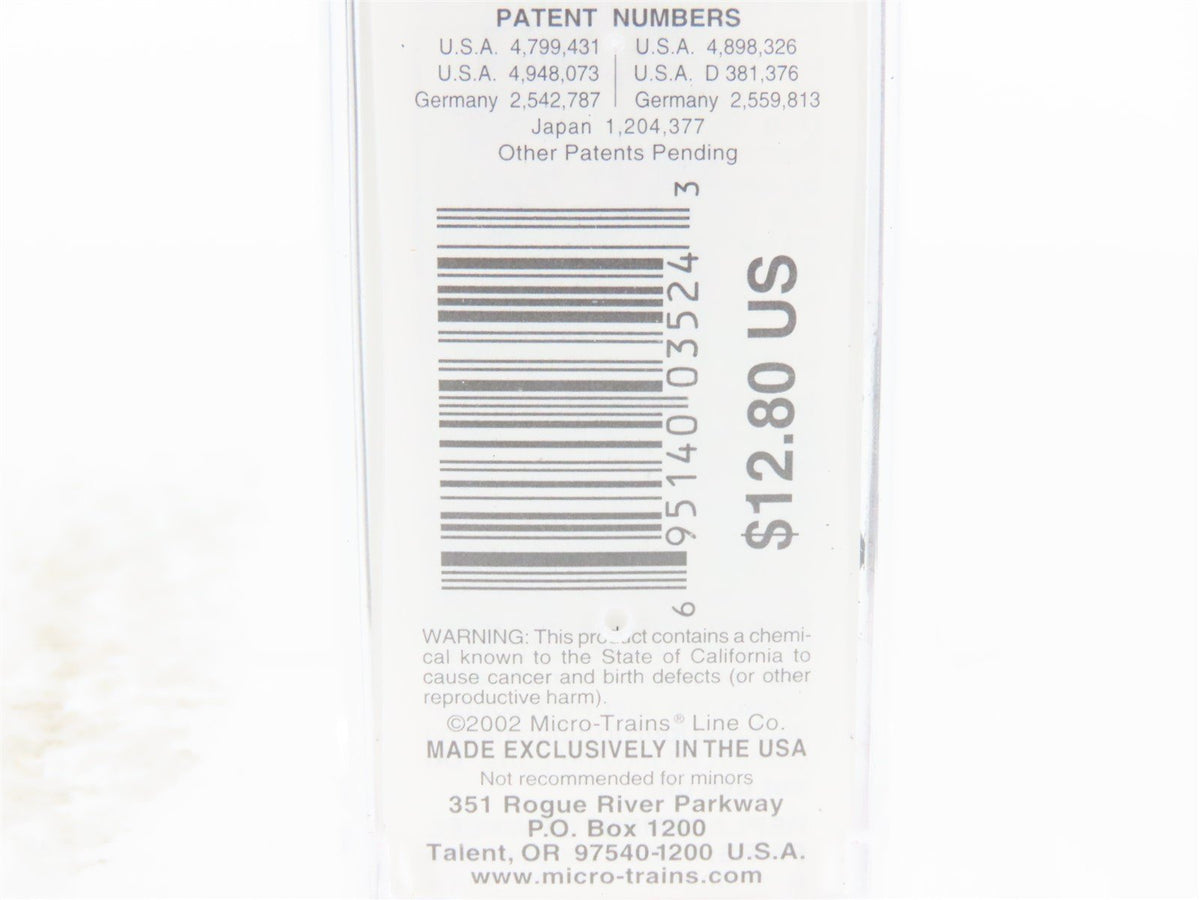 PATENT NUMBERS
U.S.A. 4,799,431 U.S.A. 4,898,326
U.S.A. 4,948,073 U.S.A. D 381,376
Germany 2,542,787 Germany 2,559,813
Japan 1,204,377
Other Patents Pending
6 95140 03524 3
$12.80 US
WARNING: This product contains a chemi-
cal known to the State of California to
cause cancer and birth defects (or other
reproductive harm).
©2002 Micro-Trains® Line Co.
MADE EXCLUSIVELY IN THE USA
Not recommended for minors
351 Rogue River Parkway
P.O. Box 1200
Talent, OR 97540-1200 U.S.A.
www.micro-trains.com